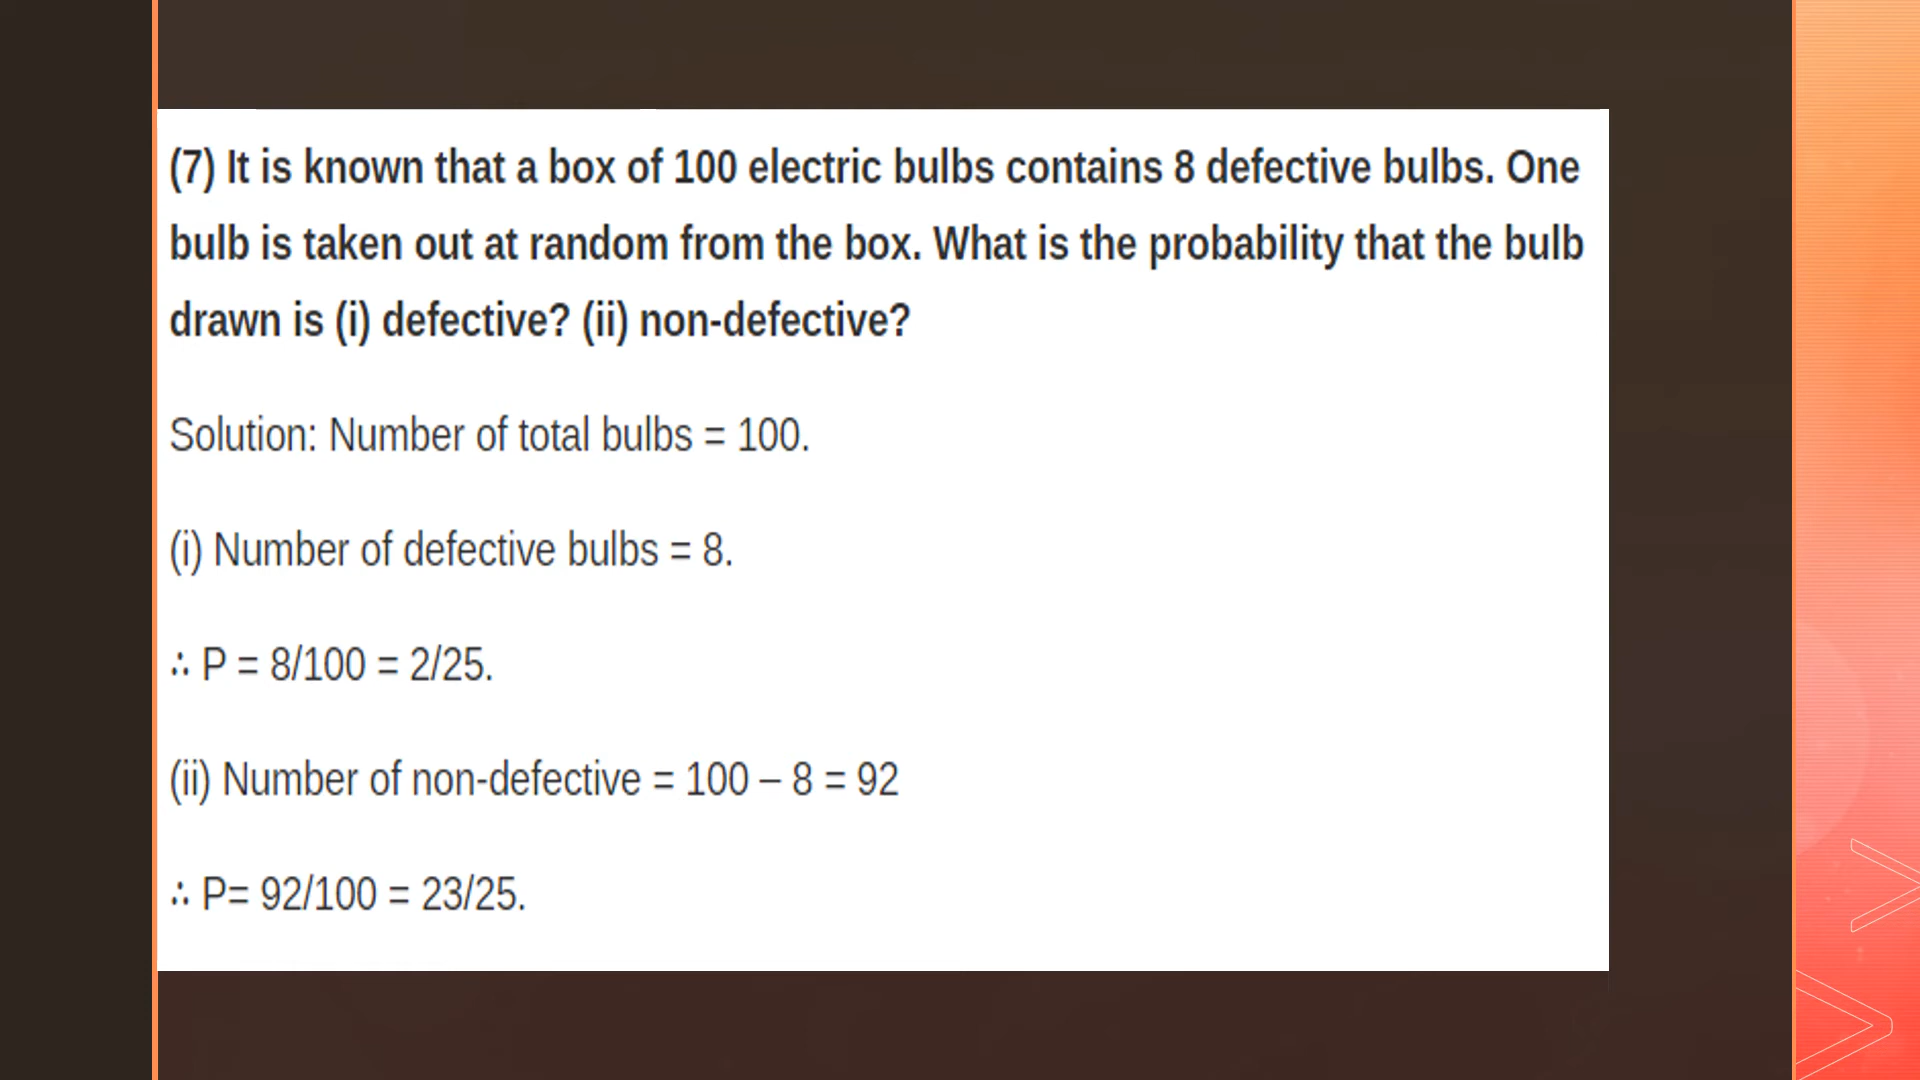 (7) It is known that a box of 100 electric bulbs contains 8 defective bulbs. One
bulb is taken out at random from the box. What is the probability that the bulb
drawn is (i) defective? (ii) non-defective?
Solution: Number of total bulbs = 100.
(i) Number of defective bulbs = 8.
∴ P = 8/100 = 2/25.
(ii) Number of non-defective = 100 – 8 = 92
∴ P= 92/100 = 23/25.